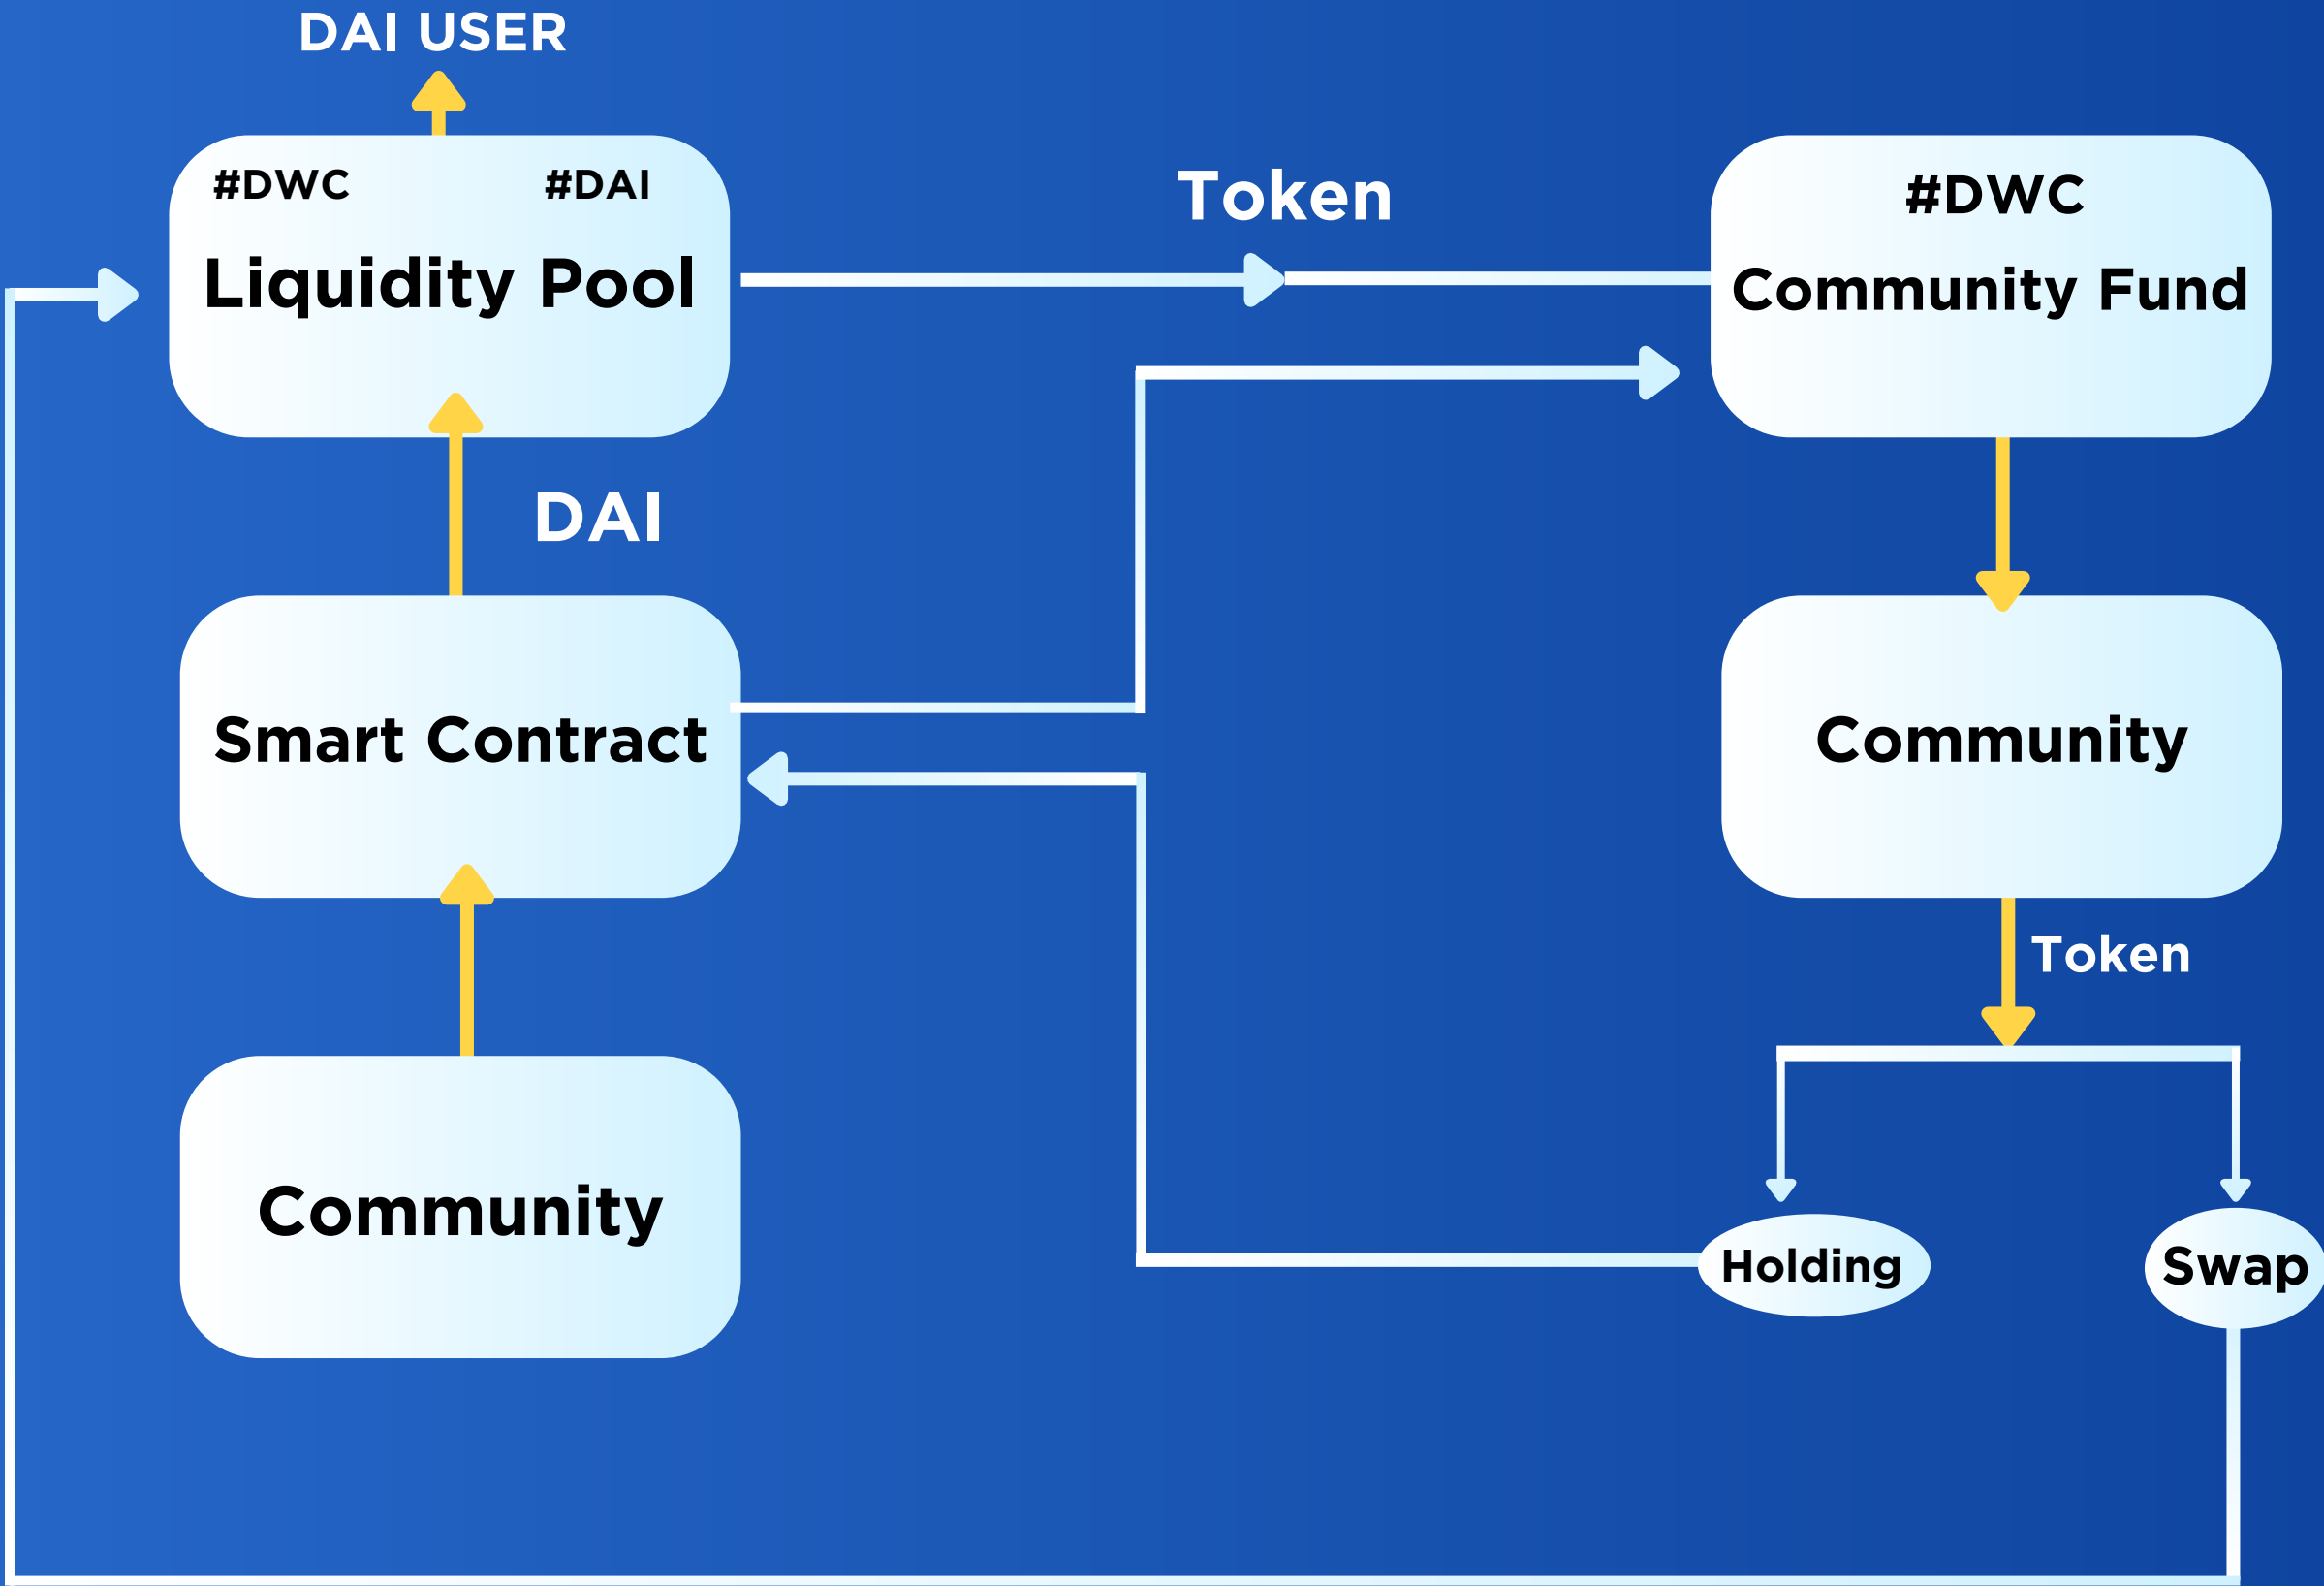 DAI USER
#DWC #DAI
Liquidity Pool
Token
#DWC
Community Fund
DAI
Smart Contract
Community
Token
Community
Holding
Swap